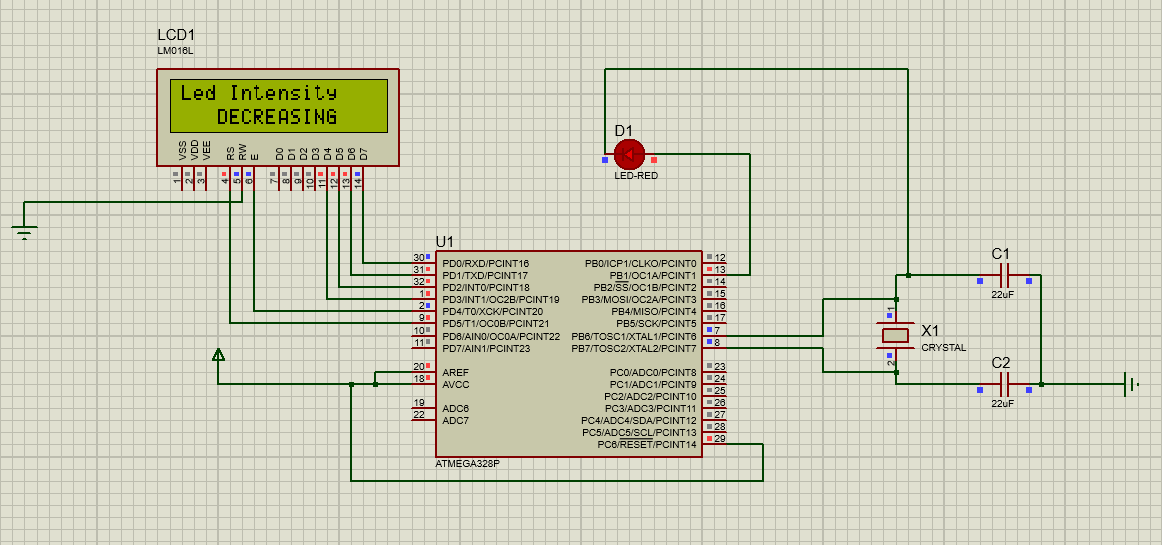 LCD1
LM016L
Led Intensity
DECREASING
VSS
VDD
VEE
RS
RW
E
D0
D1
D2
D3
D4
D5
D6
D7
1
2
3
4
5
6
7
8
9
10
11
12
13
14
D1
LED-RED
U1
30 PD0/RXD/PCINT16
31 PD1/TXD/PCINT17
32 PD2/INT0/PCINT18
1 PD3/INT1/OC2B/PCINT19
2 PD4/T0/XCK/PCINT20
9 PD5/T1/OC0B/PCINT21
10 PD6/AIN0/OC0A/PCINT22
11 PD7/AIN1/PCINT23
20 AREF
18 AVCC
19 ADC6
22 ADC7
PB0/ICP1/CLKO/PCINT0 12
PB1/OC1A/PCINT1 13
PB2/SS/OC1B/PCINT2 14
PB3/MOSI/OC2A/PCINT3 15
PB4/MISO/PCINT4 16
PB5/SCK/PCINT5 17
PB6/TOSC1/XTAL1/PCINT6 7
PB7/TOSC2/XTAL2/PCINT7 8
PC0/ADC0/PCINT8 23
PC1/ADC1/PCINT9 24
PC2/ADC2/PCINT10 25
PC3/ADC3/PCINT11 26
PC4/ADC4/SDA/PCINT12 27
PC5/ADC5/SCL/PCINT13 28
PC6/RESET/PCINT14 29
ATMEGA328P
C1
22uF
1
X1
CRYSTAL
2
C2
22uF